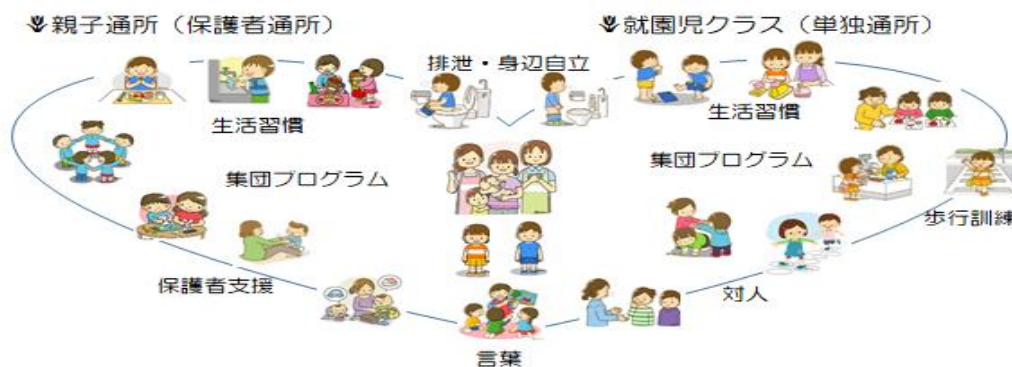 親子通所（保護者通所）
就園児クラス（単独通所）
排泄・身辺自立
生活習慣
生活習慣
集団プログラム
集団プログラム
歩行訓練
保護者支援
対人
言葉